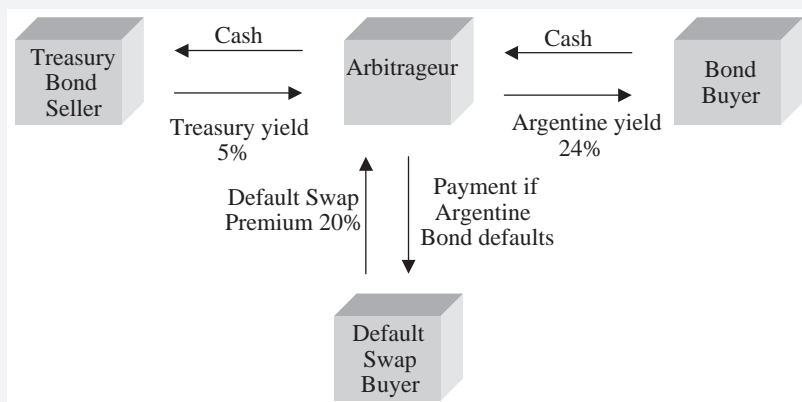 Treasury
Bond
Seller
Cash
Treasury yield
5%
Arbitrageur
Cash
Argentine yield
24%
Bond
Buyer
Default Swap
Premium 20%
Payment if
Argentine
Bond defaults
Default
Swap
Buyer